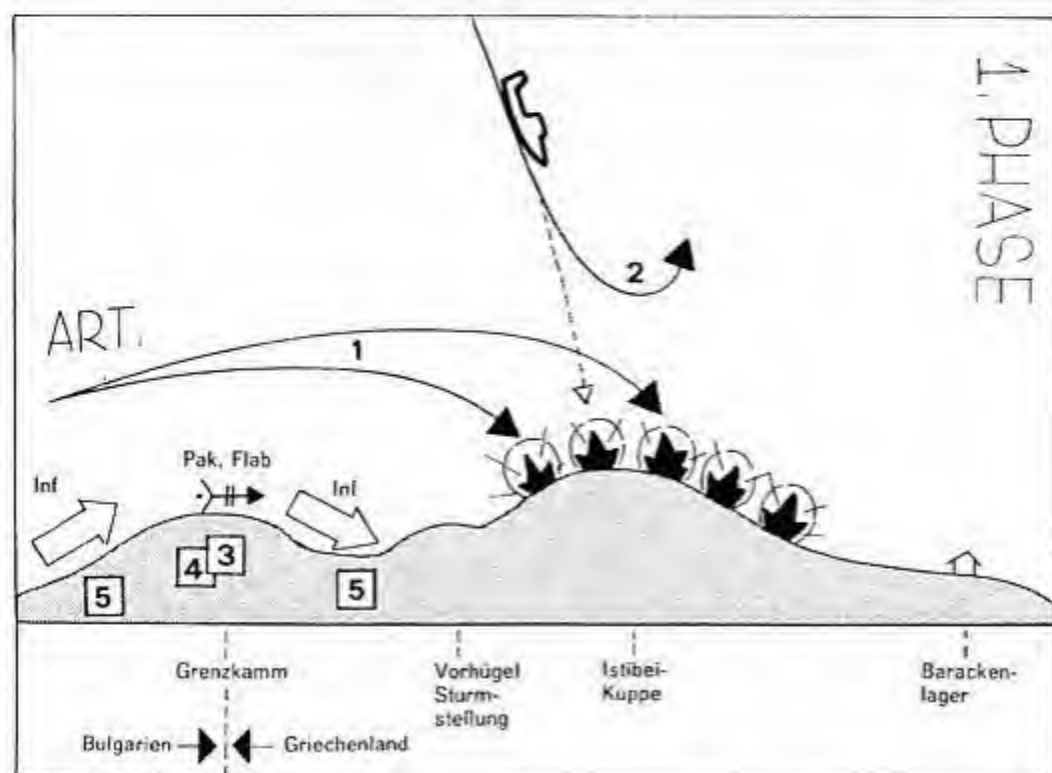 1. PHASE
2
ART.
1
Pak, Flab
Inf
Inf
4
3
5
5
Grenzkamm
Vorhügel
Sturm-
stellung
Istibei-
Kuppe
Baracken-
lager
Bulgarien
Griechenland